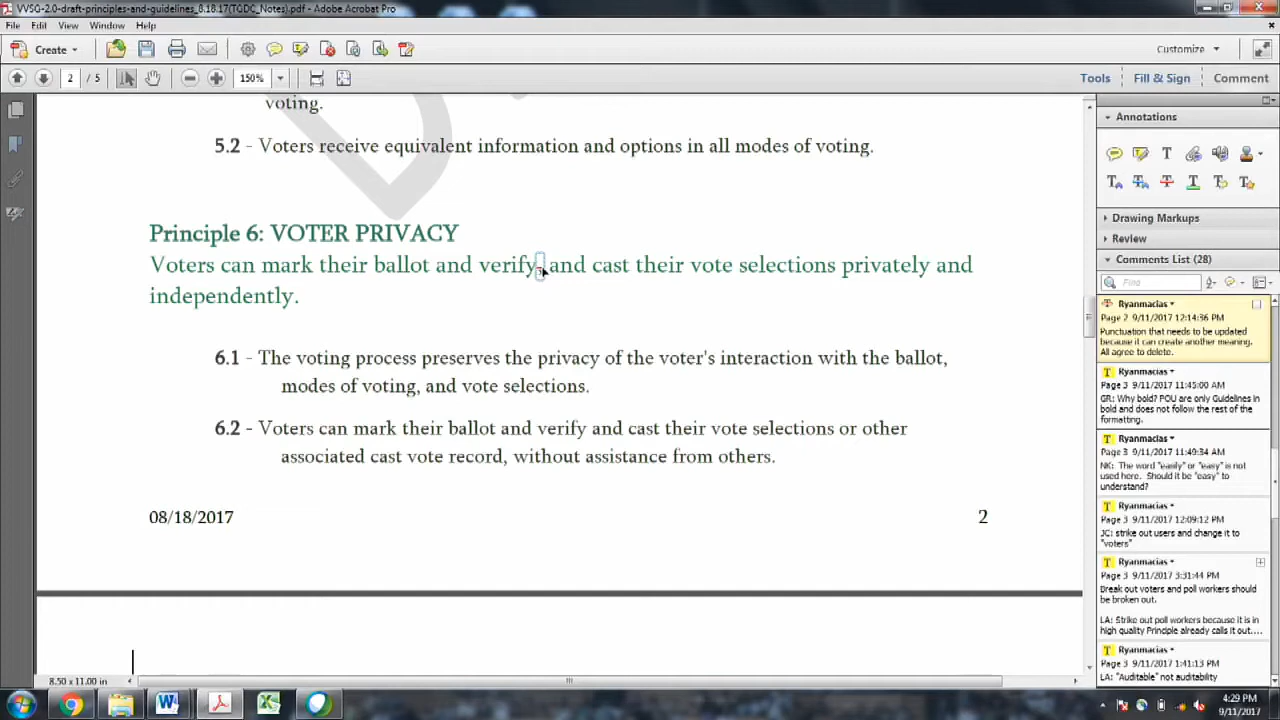 VVSG-2.0-draft-principles-and-guidelines_8.18.17(TGDC_Notes).pdf - Adobe Acrobat Pro
File Edit View Window Help
Create Customize
2 / 5 150% Tools Fill & Sign Comment
voting.
5.2 - Voters receive equivalent information and options in all modes of voting.
Principle 6: VOTER PRIVACY
Voters can mark their ballot and verify, and cast their vote selections privately and
independently.
6.1 - The voting process preserves the privacy of the voter's interaction with the ballot,
modes of voting, and vote selections.
6.2 - Voters can mark their ballot and verify and cast their vote selections or other
associated cast vote record, without assistance from others.
08/18/2017 2
8.50 x 11.00 in
Annotations
Drawing Markups
Review
Comments List (28)
Find
Ryanmacias
Page 2 9/11/2017 12:14:36 PM
Punctuation that needs to be updated
because it can create another meaning.
All agree to delete.
Ryanmacias
Page 3 9/11/2017 11:45:00 AM
GR: Why bold? POU are only Guidelines in
bold and does not follow the rest of the
formatting.
Ryanmacias
Page 3 9/11/2017 11:49:34 AM
NK: The word "easily" or "easy" is not
used here. Should it be "easy" to
understand?
Ryanmacias
Page 3 9/11/2017 12:09:12 PM
JC: strike out users and change it to
"voters"
Ryanmacias
Page 3 9/11/2017 3:31:44 PM
Break out voters and poll workers should
be broken out.
LA: Strike out poll workers because it is in
high quality Principle already calls it out....
Ryanmacias
Page 3 9/11/2017 1:41:13 PM
LA: "Auditable" not auditability
4:29 PM
9/11/2017